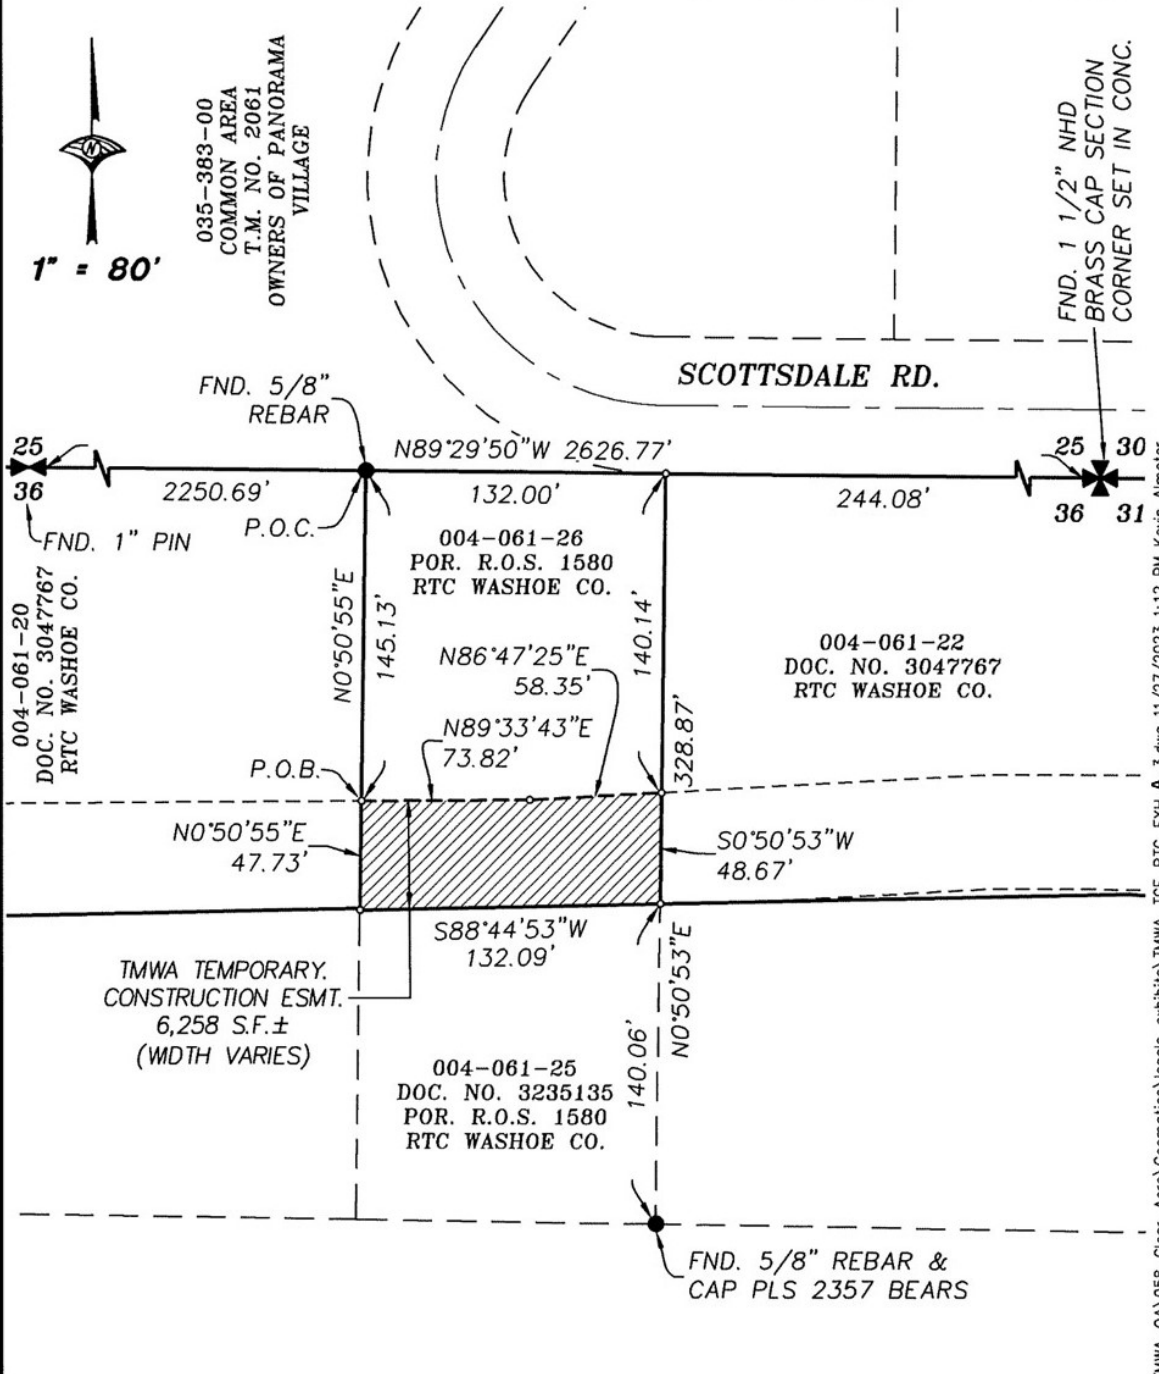 035-383-00
COMMON AREA
T.M. NO. 2061
OWNERS OF PANORAMA
VILLAGE
N
1" = 80'
FND. 1 1/2" NHD
BRASS CAP SECTION
CORNER SET IN CONC.
SCOTTSDALE RD.
FND. 5/8"
REBAR
N89°29'50"W 2626.77'
25
36
25 30
36 31
2250.69'
132.00'
244.08'
P.O.C.
FND. 1" PIN
004-061-26
POR. R.O.S. 1580
RTC WASHOE CO.
004-061-20
DOC. NO. 3047767
RTC WASHOE CO.
N0°50'55"E
145.13'
140.14'
328.87'
004-061-22
DOC. NO. 3047767
RTC WASHOE CO.
N86°47'25"E
58.35'
N89°33'43"E
73.82'
P.O.B.
N0°50'55"E
47.73'
S0°50'53"W
48.67'
S88°44'53"W
132.09'
TMWA TEMPORARY.
CONSTRUCTION ESMT.
6,258 S.F.±
(WIDTH VARIES)
N0°50'53"E
140.06'
004-061-25
DOC. NO. 3235135
POR. R.O.S. 1580
RTC WASHOE CO.
FND. 5/8" REBAR &
CAP PLS 2357 BEARS